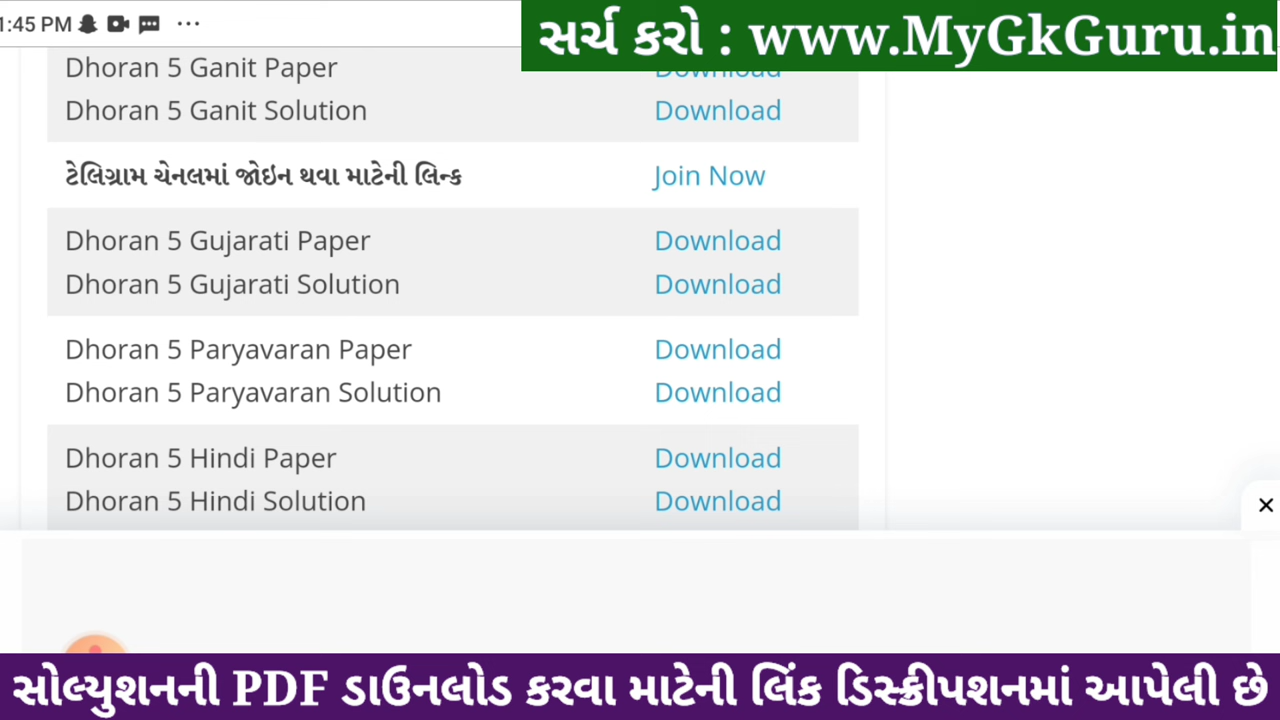 1:45 PM
સર્ચ કરો : www.MyGkGuru.in
Dhoran 5 Ganit Paper Download
Dhoran 5 Ganit Solution Download
ટેલિગ્રામ ચેનલમાં જોઇન થવા માટેની લિન્ક Join Now
Dhoran 5 Gujarati Paper Download
Dhoran 5 Gujarati Solution Download
Dhoran 5 Paryavaran Paper Download
Dhoran 5 Paryavaran Solution Download
Dhoran 5 Hindi Paper Download
Dhoran 5 Hindi Solution Download
સોલ્યુશનની PDF ડાઉનલોડ કરવા માટેની લિંક ડિસ્ક્રીપશનમાં આપેલી છે